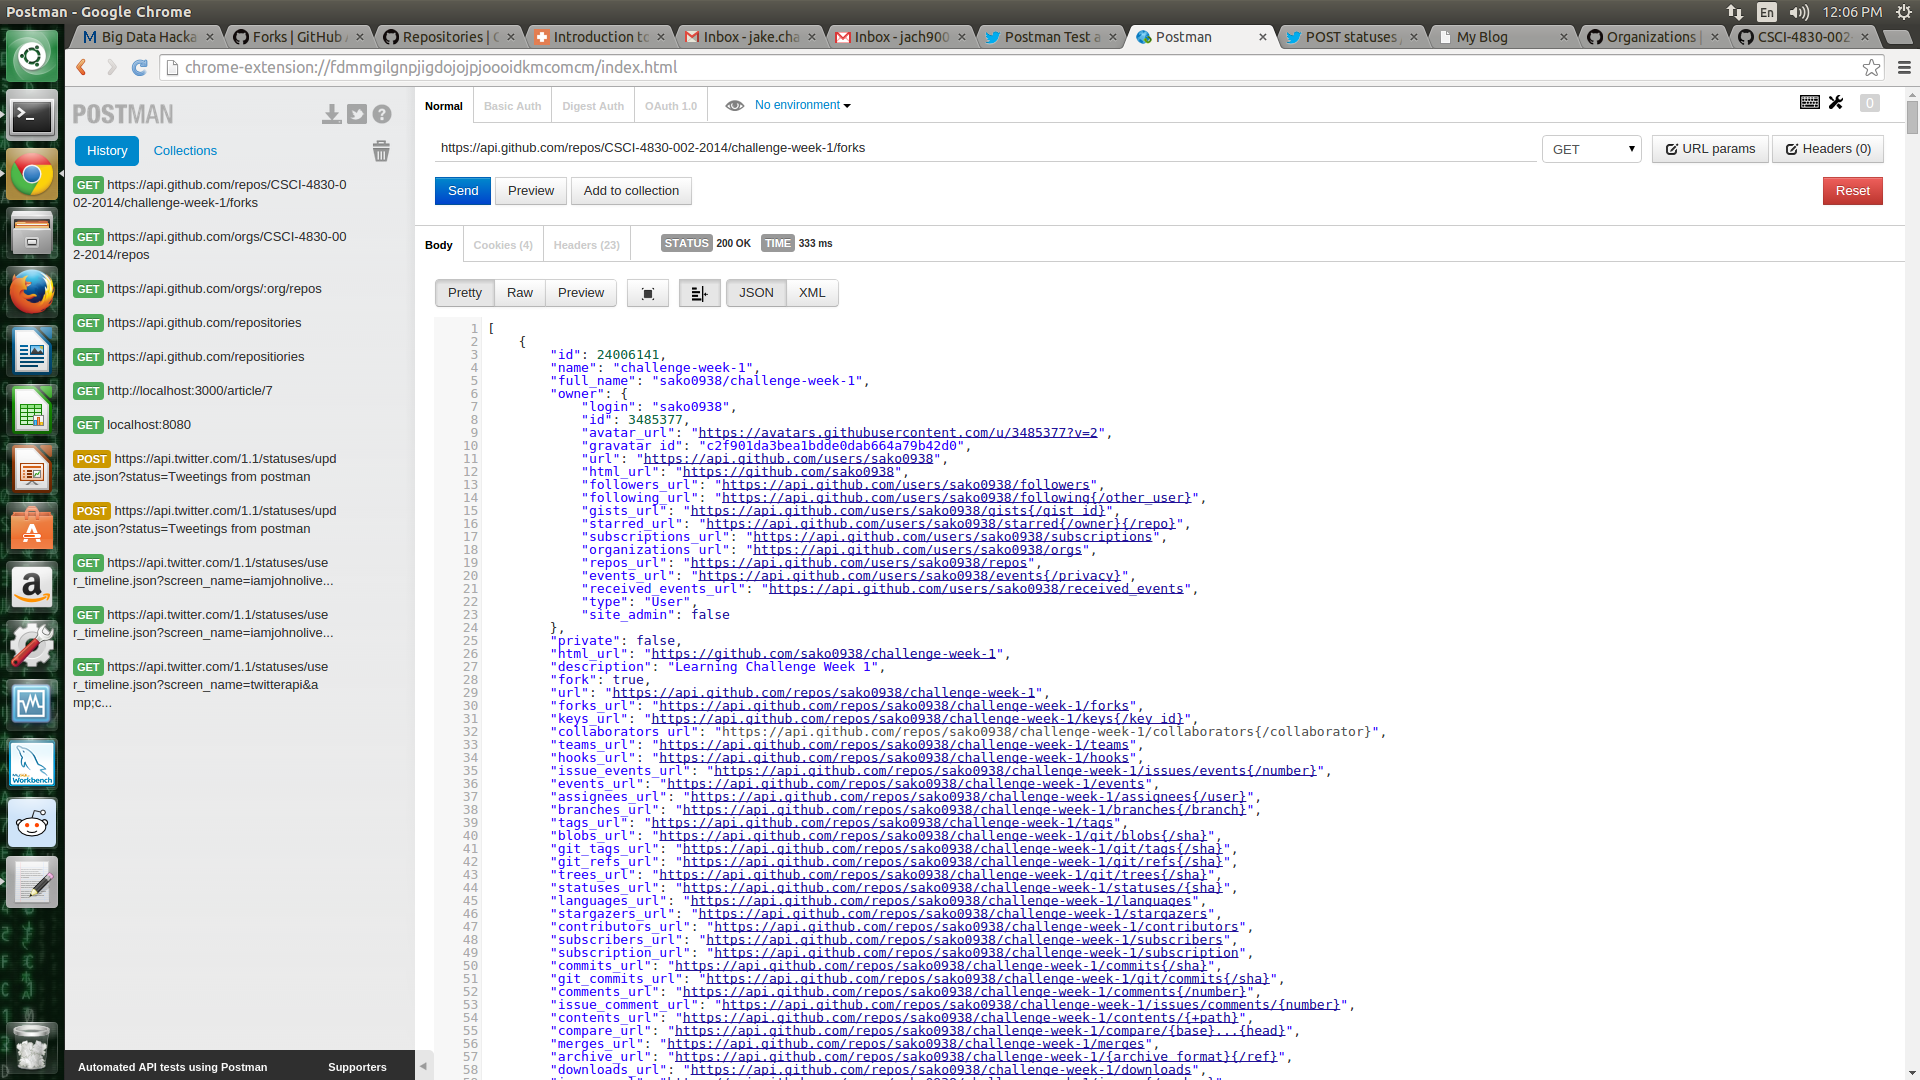 Postman - Google Chrome
En
12:06 PM
Big Data Hacka
Forks | GitHub
Repositories |
Introduction to
Inbox - jake.cha
Inbox - jach900
Postman Test a
Postman
POST statuses
My Blog
Organizations
CSCI-4830-002
chrome-extension://fdmmgilgnpjigdojojpjoooidkmcomcm/index.html
POSTMAN
History
Collections
GET https://api.github.com/repos/CSCI-4830-0
02-2014/challenge-week-1/forks
GET https://api.github.com/orgs/CSCI-4830-00
2-2014/repos
GET https://api.github.com/orgs/:org/repos
GET https://api.github.com/repositories
GET https://api.github.com/repositiories
GET http://localhost:3000/article/7
GET localhost:8080
POST https://api.twitter.com/1.1/statuses/upd
ate.json?status=Tweetings from postman
POST https://api.twitter.com/1.1/statuses/upd
ate.json?status=Tweetings from postman
GET https://api.twitter.com/1.1/statuses/use
r_timeline.json?screen_name=iamjohnolive...
GET https://api.twitter.com/1.1/statuses/use
r_timeline.json?screen_name=iamjohnolive...
GET https://api.twitter.com/1.1/statuses/use
r_timeline.json?screen_name=twitterapi&a
mp;c...
Automated API tests using Postman
Supporters
Normal
Basic Auth
Digest Auth
OAuth 1.0
No environment
0
https://api.github.com/repos/CSCI-4830-002-2014/challenge-week-1/forks
GET
URL params
Headers (0)
Send
Preview
Add to collection
Reset
Body
Cookies (4)
Headers (23)
STATUS 200 OK TIME 333 ms
Pretty
Raw
Preview
JSON
XML
1 [
2 {
3 "id": 24006141,
4 "name": "challenge-week-1",
5 "full_name": "sako0938/challenge-week-1",
6 "owner": {
7 "login": "sako0938",
8 "id": 3485377,
9 "avatar_url": "https://avatars.githubusercontent.com/u/3485377?v=2",
10 "gravatar_id": "c2f901da3bea1bdde0dab664a79b42d0",
11 "url": "https://api.github.com/users/sako0938",
12 "html_url": "https://github.com/sako0938",
13 "followers_url": "https://api.github.com/users/sako0938/followers",
14 "following_url": "https://api.github.com/users/sako0938/following{/other_user}",
15 "gists_url": "https://api.github.com/users/sako0938/gists{/gist_id}",
16 "starred_url": "https://api.github.com/users/sako0938/starred{/owner}{/repo}",
17 "subscriptions_url": "https://api.github.com/users/sako0938/subscriptions",
18 "organizations_url": "https://api.github.com/users/sako0938/orgs",
19 "repos_url": "https://api.github.com/users/sako0938/repos",
20 "events_url": "https://api.github.com/users/sako0938/events{/privacy}",
21 "received_events_url": "https://api.github.com/users/sako0938/received_events",
22 "type": "User",
23 "site_admin": false
24 },
25 "private": false,
26 "html_url": "https://github.com/sako0938/challenge-week-1",
27 "description": "Learning Challenge Week 1",
28 "fork": true,
29 "url": "https://api.github.com/repos/sako0938/challenge-week-1",
30 "forks_url": "https://api.github.com/repos/sako0938/challenge-week-1/forks",
31 "keys_url": "https://api.github.com/repos/sako0938/challenge-week-1/keys{/key_id}",
32 "collaborators_url": "https://api.github.com/repos/sako0938/challenge-week-1/collaborators{/collaborator}",
33 "teams_url": "https://api.github.com/repos/sako0938/challenge-week-1/teams",
34 "hooks_url": "https://api.github.com/repos/sako0938/challenge-week-1/hooks",
35 "issue_events_url": "https://api.github.com/repos/sako0938/challenge-week-1/issues/events{/number}",
36 "events_url": "https://api.github.com/repos/sako0938/challenge-week-1/events",
37 "assignees_url": "https://api.github.com/repos/sako0938/challenge-week-1/assignees{/user}",
38 "branches_url": "https://api.github.com/repos/sako0938/challenge-week-1/branches{/branch}",
39 "tags_url": "https://api.github.com/repos/sako0938/challenge-week-1/tags",
40 "blobs_url": "https://api.github.com/repos/sako0938/challenge-week-1/git/blobs{/sha}",
41 "git_tags_url": "https://api.github.com/repos/sako0938/challenge-week-1/git/tags{/sha}",
42 "git_refs_url": "https://api.github.com/repos/sako0938/challenge-week-1/git/refs{/sha}",
43 "trees_url": "https://api.github.com/repos/sako0938/challenge-week-1/git/trees{/sha}",
44 "statuses_url": "https://api.github.com/repos/sako0938/challenge-week-1/statuses/{sha}",
45 "languages_url": "https://api.github.com/repos/sako0938/challenge-week-1/languages",
46 "stargazers_url": "https://api.github.com/repos/sako0938/challenge-week-1/stargazers",
47 "contributors_url": "https://api.github.com/repos/sako0938/challenge-week-1/contributors",
48 "subscribers_url": "https://api.github.com/repos/sako0938/challenge-week-1/subscribers",
49 "subscription_url": "https://api.github.com/repos/sako0938/challenge-week-1/subscription",
50 "commits_url": "https://api.github.com/repos/sako0938/challenge-week-1/commits{/sha}",
51 "git_commits_url": "https://api.github.com/repos/sako0938/challenge-week-1/git/commits{/sha}",
52 "comments_url": "https://api.github.com/repos/sako0938/challenge-week-1/comments{/number}",
53 "issue_comment_url": "https://api.github.com/repos/sako0938/challenge-week-1/issues/comments/{number}",
54 "contents_url": "https://api.github.com/repos/sako0938/challenge-week-1/contents/{+path}",
55 "compare_url": "https://api.github.com/repos/sako0938/challenge-week-1/compare/{base}...{head}",
56 "merges_url": "https://api.github.com/repos/sako0938/challenge-week-1/merges",
57 "archive_url": "https://api.github.com/repos/sako0938/challenge-week-1/{archive_format}{/ref}",
58 "downloads_url": "https://api.github.com/repos/sako0938/challenge-week-1/downloads",